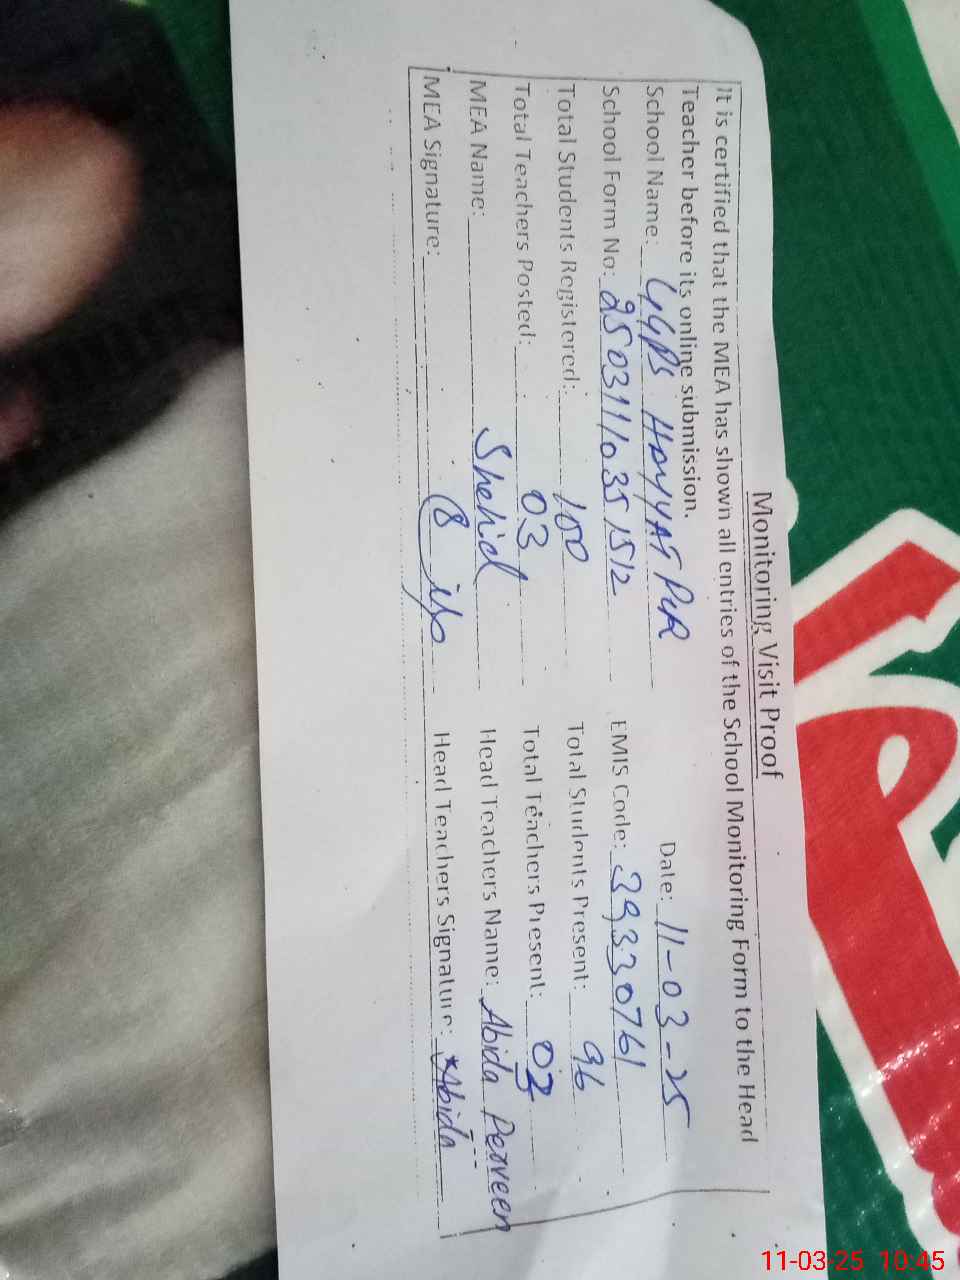 Monitoring Visit Proof
It is certified that the MEA has shown all entries of the School Monitoring Form to the Head
Teacher before its online submission. Date: 11-03-25
School Name: GGPS HAYYAT PUR
School Form No: 25031110351512 EMIS Code: 39330761
Total Students Registered: 100 Total Students Present: 96
Total Teachers Posted: 03 Total Teachers Present: 02
MEA Name: Shahid Head Teachers Name: Abida Perveen
MEA Signature: Head Teachers Signature: Abida
11-03-25 10:45